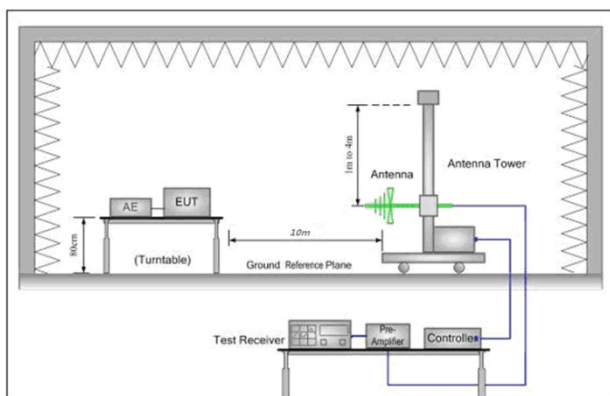 1m to 4m
Antenna
Antenna Tower
AE
EUT
10m
80cm
(Turntable)
Ground Reference Plane
Test Receiver
Pre-
Amplifier
Controller